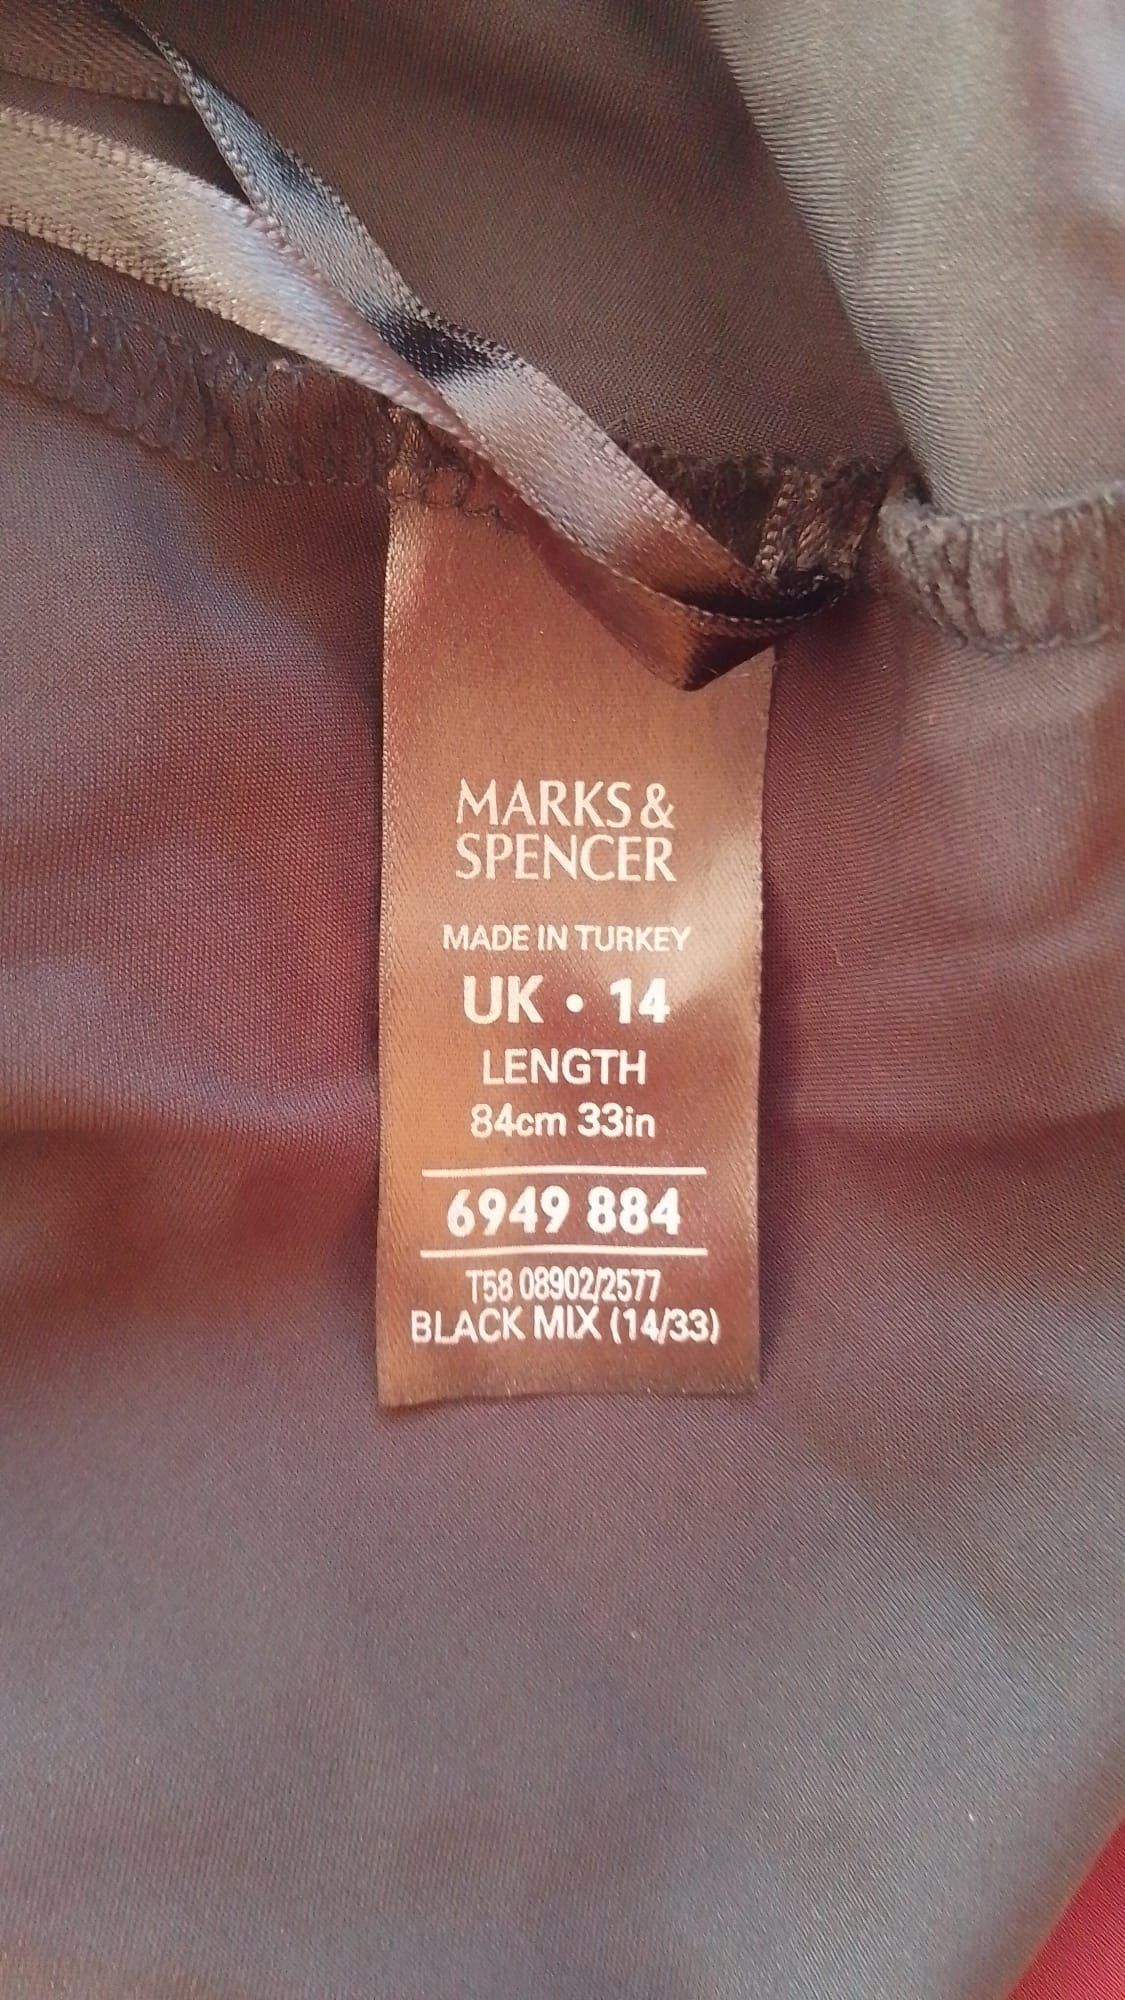 MARKS &
SPENCER
MADE IN TURKEY
UK • 14
LENGTH
84cm 33in
6949 884
T58 08902/2577
BLACK MIX (14/33)